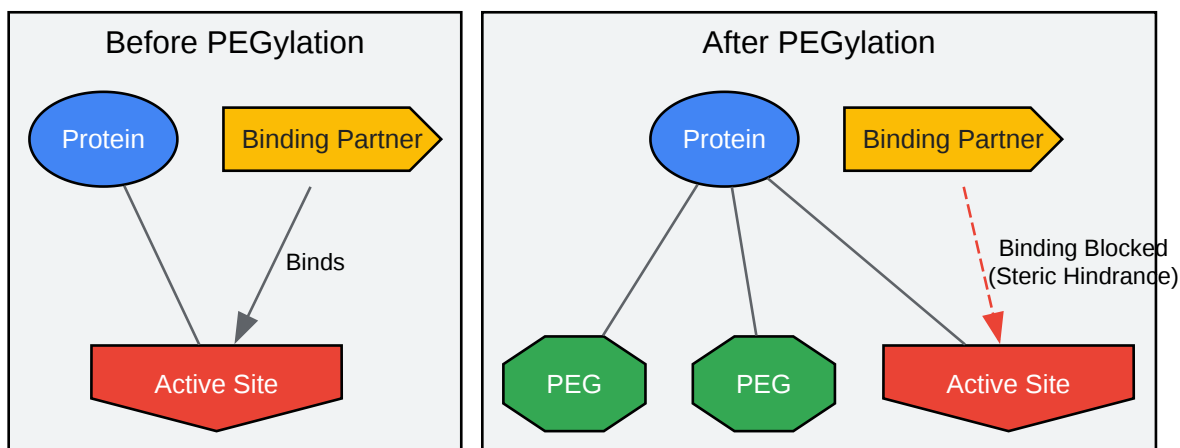 Before PEGylation
Protein
Binding Partner
Binds
Active Site
After PEGylation
Protein
Binding Partner
Binding Blocked
(Steric Hindrance)
PEG
PEG
Active Site